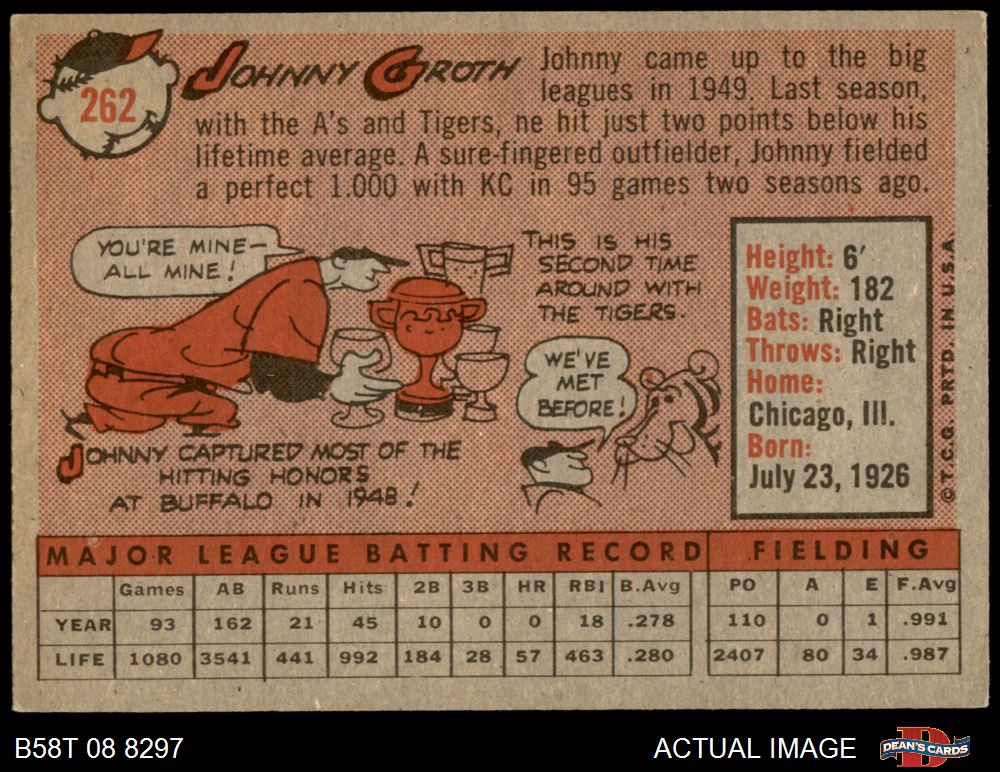 262
JOHNNY GROTH
Johnny came up to the big
leagues in 1949. Last season,
with the A's and Tigers, ne hit just two points below his
lifetime average. A sure-fingered outfielder, Johnny fielded
a perfect 1.000 with KC in 95 games two seasons ago.
YOU'RE MINE—
ALL MINE!
THIS IS HIS
SECOND TIME
AROUND WITH
THE TIGERS.
WE'VE
MET
BEFORE!
JOHNNY CAPTURED MOST OF THE
HITTING HONORS
AT BUFFALO IN 1948!
Height: 6'
Weight: 182
Bats: Right
Throws: Right
Home:
Chicago, Ill.
Born:
July 23, 1926
© T.C.G. PRTD. IN U.S.A.
MAJOR LEAGUE BATTING RECORD FIELDING
Games AB Runs Hits 2B 3B HR RBI B.Avg PO A E F.Avg
YEAR 93 162 21 45 10 0 0 18 .278 110 0 1 .991
LIFE 1080 3541 441 992 184 28 57 463 .280 2407 80 34 .987
B58T 08 8297
ACTUAL IMAGE
D
DEAN'S CARDS